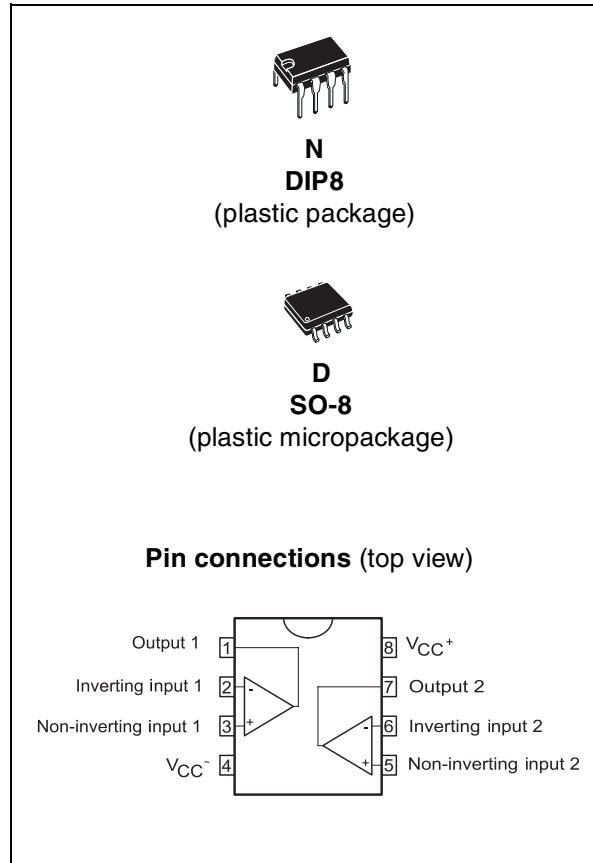 N
DIP8
(plastic package)
D
SO-8
(plastic micropackage)
Pin connections (top view)
Output 1 1
Inverting input 1 2 -
Non-inverting input 1 3 +
VCC- 4
8 VCC+
7 Output 2
- 6 Inverting input 2
+ 5 Non-inverting input 2